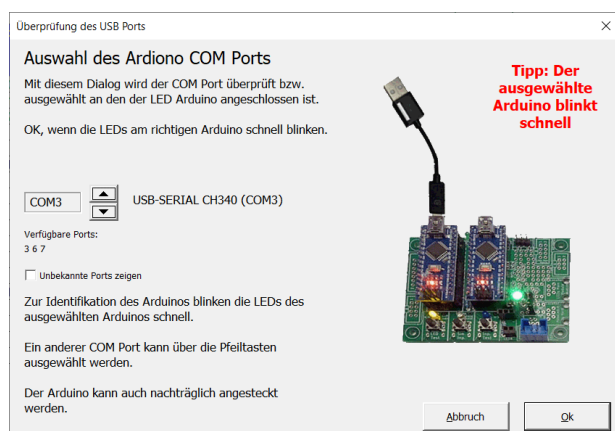 Überprüfung des USB Ports
Auswahl des Ardiono COM Ports
Mit diesem Dialog wird der COM Port überprüft bzw.
ausgewählt an den der LED Arduino angeschlossen ist.
OK, wenn die LEDs am richtigen Arduino schnell blinken.
Tipp: Der
ausgewählte
Arduino blinkt
schnell
COM3
USB-SERIAL CH340 (COM3)
Verfügbare Ports:
3 6 7
Unbekannte Ports zeigen
Zur Identifikation des Arduinos blinken die LEDs des
ausgewählten Arduinos schnell.
Ein anderer COM Port kann über die Pfeiltasten
ausgewählt werden.
Der Arduino kann auch nachträglich angesteckt
werden.
Abbruch
Ok